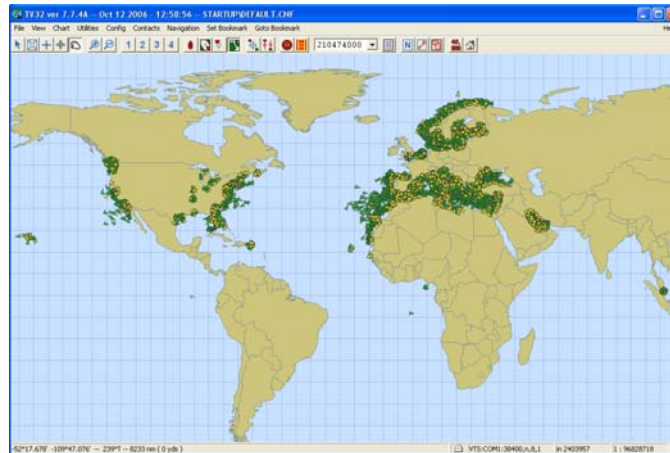 TV32 ver 7.7.4A -- Oct 12 2006 - 12:58:56 -- STARTUP\DEFAULT.CHF
File View Chart Utilities Config Contacts Navigation Set Bookmark Goto Bookmark
1 2 3 4 210474000 N
-52°17.678' -109°47.076' -- 239°T -- 8233 nm ( 0 yds ) VTS:COM1:38400,n,8,1 in 2403957 1 : 96828718